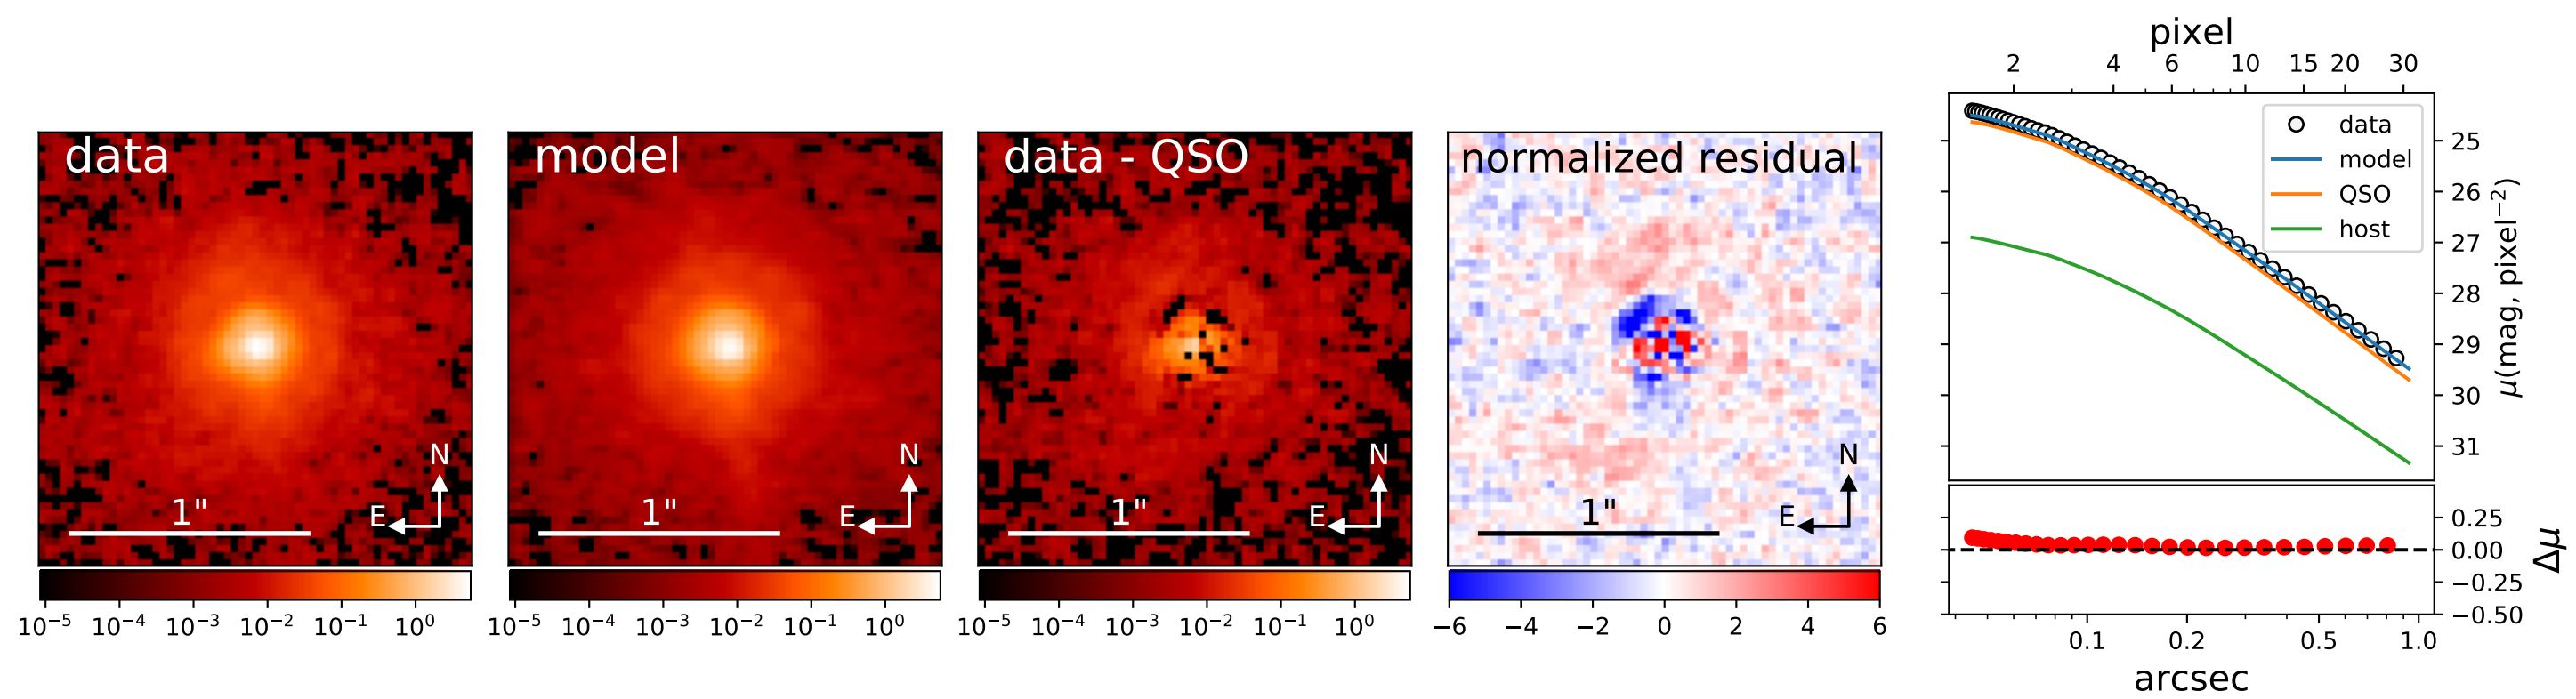 data
N
E
1"
10⁻⁵ 10⁻⁴ 10⁻³ 10⁻² 10⁻¹ 10⁰
model
N
E
1"
10⁻⁵ 10⁻⁴ 10⁻³ 10⁻² 10⁻¹ 10⁰
data - QSO
N
E
1"
10⁻⁵ 10⁻⁴ 10⁻³ 10⁻² 10⁻¹ 10⁰
normalized residual
N
E
1"
−6 −4 −2 0 2 4 6
pixel
2 4 6 10 15 20 30
data
model
QSO
host
25
26
27
28
29
30
31
μ(mag, pixel⁻²)
0.25
0.00
−0.25
−0.50
Δμ
0.1 0.2 0.5 1.0
arcsec